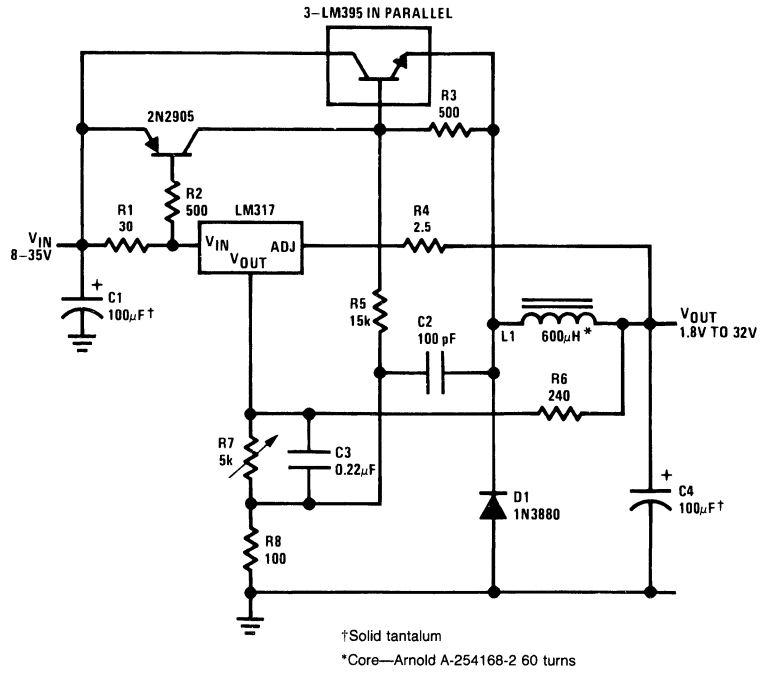 3–LM395 IN PARALLEL
2N2905
R3
500
R2
500
R1
30
LM317
R4
2.5
VIN
8–35V
VIN
ADJ
VOUT
+
C1
100μF†
R5
15k
C2
100 pF
L1
600μH*
VOUT
1.8V TO 32V
R6
240
R7
5k
C3
0.22μF
D1
1N3880
+
C4
100μF†
R8
100
†Solid tantalum
*Core—Arnold A-254168-2 60 turns